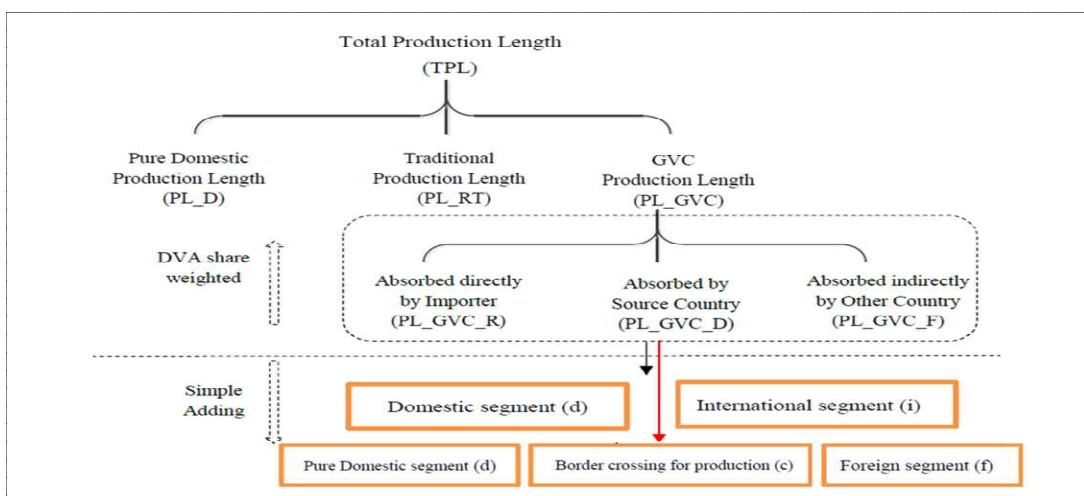 Total Production Length
(TPL)
Pure Domestic
Production Length
(PL_D)
Traditional
Production Length
(PL_RT)
GVC
Production Length
(PL_GVC)
DVA share
weighted
Absorbed directly
by Importer
(PL_GVC_R)
Absorbed by
Source Country
(PL_GVC_D)
Absorbed indirectly
by Other Country
(PL_GVC_F)
Simple
Adding
Domestic segment (d)
International segment (i)
Pure Domestic segment (d)
Border crossing for production (c)
Foreign segment (f)